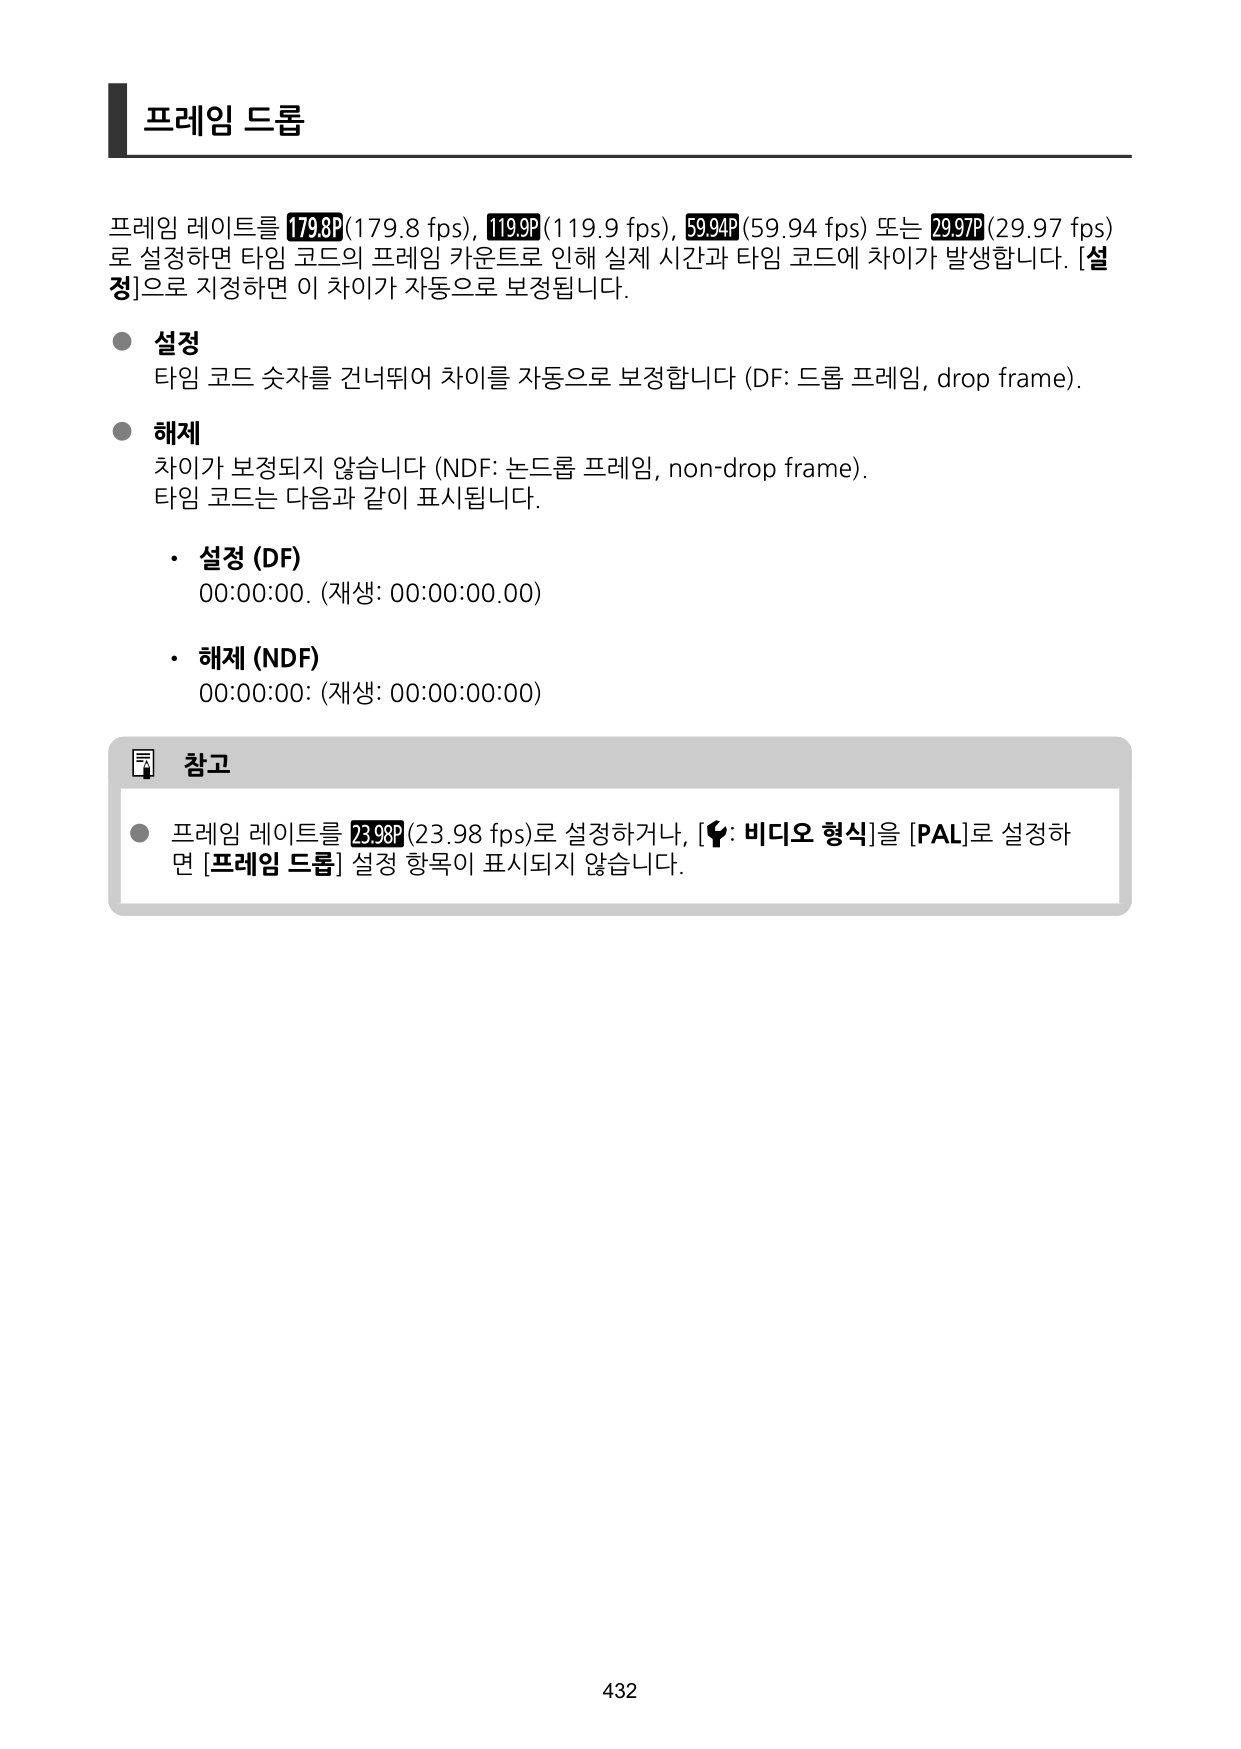 프레임 드롭
프레임 레이트를 179.8P(179.8 fps), 119.9P(119.9 fps), 59.94P(59.94 fps) 또는 29.97P(29.97 fps)
로 설정하면 타임 코드의 프레임 카운트로 인해 실제 시간과 타임 코드에 차이가 발생합니다. [설
정]으로 지정하면 이 차이가 자동으로 보정됩니다.
● 설정
타임 코드 숫자를 건너뛰어 차이를 자동으로 보정합니다 (DF: 드롭 프레임, drop frame).
● 해제
차이가 보정되지 않습니다 (NDF: 논드롭 프레임, non-drop frame).
타임 코드는 다음과 같이 표시됩니다.
• 설정 (DF)
00:00:00. (재생: 00:00:00.00)
• 해제 (NDF)
00:00:00: (재생: 00:00:00:00)
참고
● 프레임 레이트를 23.98P(23.98 fps)로 설정하거나, [: 비디오 형식]을 [PAL]로 설정하
면 [프레임 드롭] 설정 항목이 표시되지 않습니다.
432